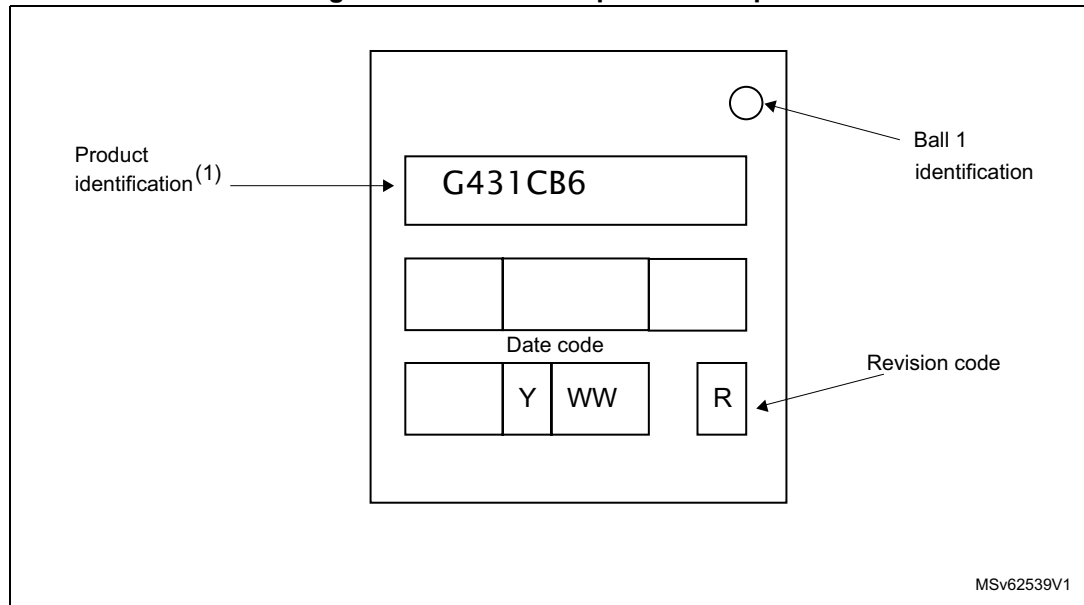 Product
identification(1)
G431CB6
Ball 1
identification
Date code
Y WW
R
Revision code
MSv62539V1